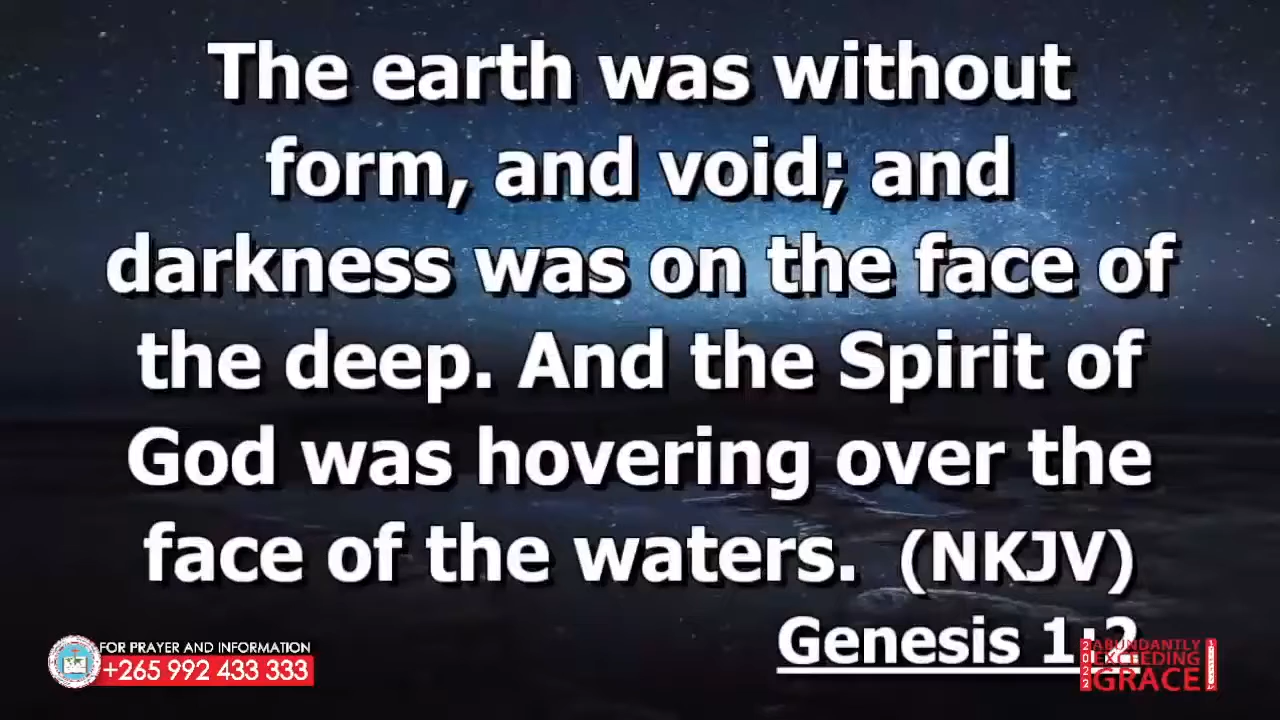 The earth was without
form, and void; and
darkness was on the face of
the deep. And the Spirit of
God was hovering over the
face of the waters. (NKJV)
Genesis 1:2
FOR PRAYER AND INFORMATION
+265 992 433 333
2022
ABUNDANTLY
EXCEEDING
GRACE